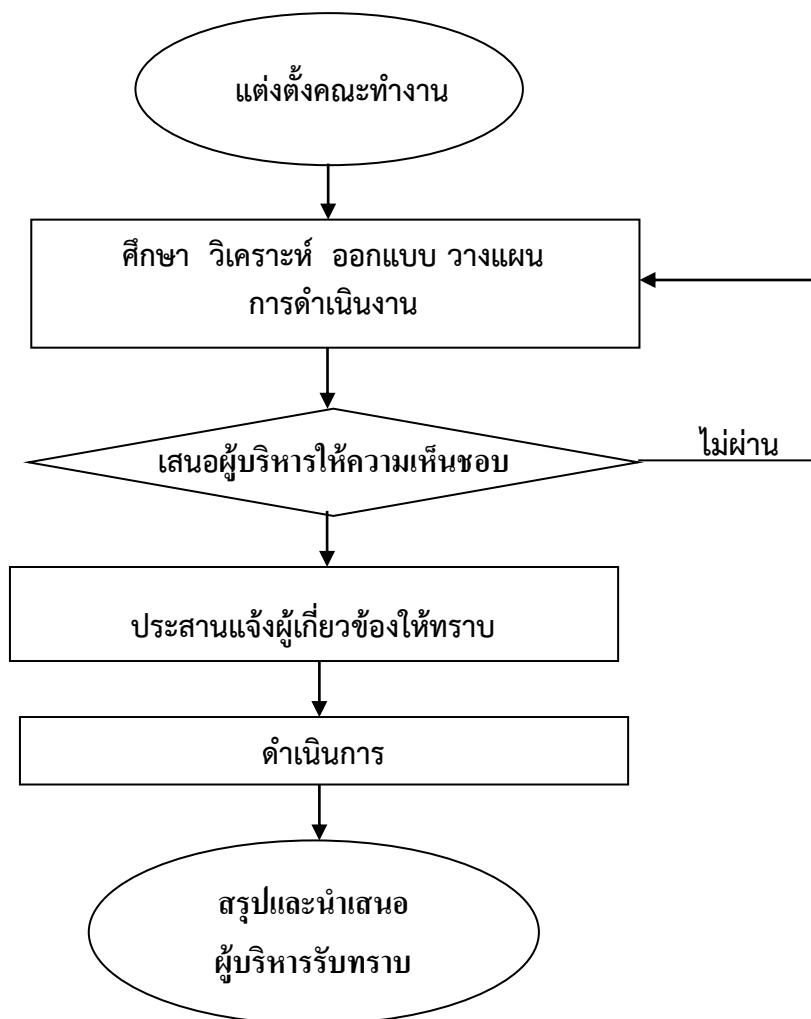 แต่งตั้งคณะทำงาน
ศึกษา วิเคราะห์ ออกแบบ วางแผน
การดำเนินงาน
เสนอผู้บริหารให้ความเห็นชอบ
ไม่ผ่าน
ประสานแจ้งผู้เกี่ยวข้องให้ทราบ
ดำเนินการ
สรุปและนำเสนอ
ผู้บริหารรับทราบ